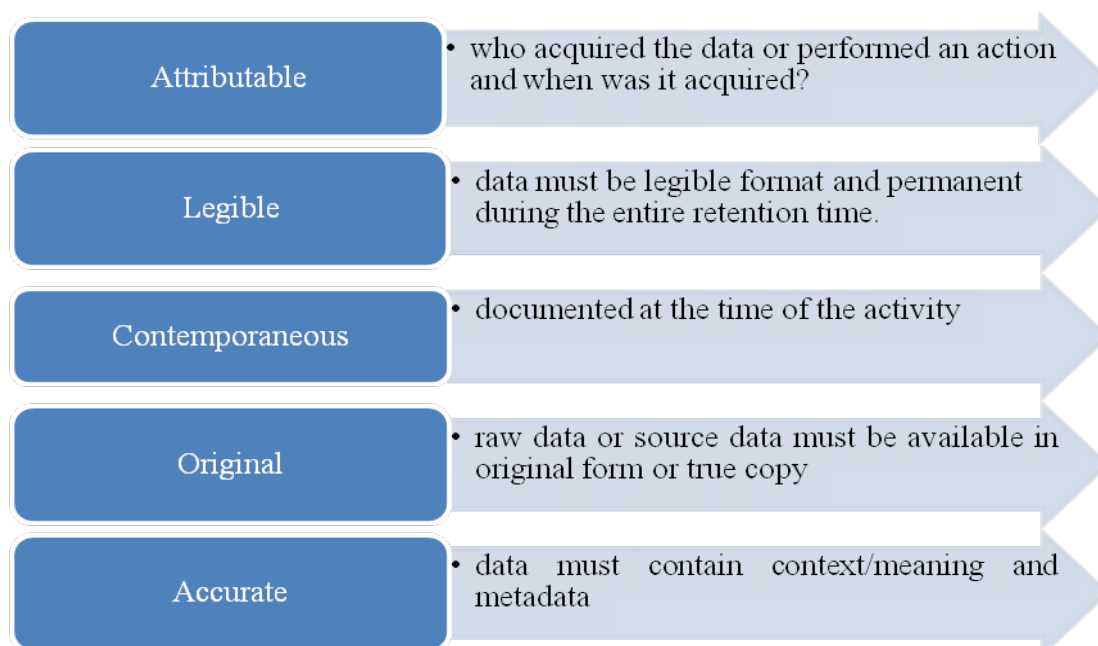 Attributable
• who acquired the data or performed an action
and when was it acquired?
Legible
• data must be legible format and permanent
during the entire retention time.
Contemporaneous
• documented at the time of the activity
Original
• raw data or source data must be available in
original form or true copy
Accurate
• data must contain context/meaning and
metadata